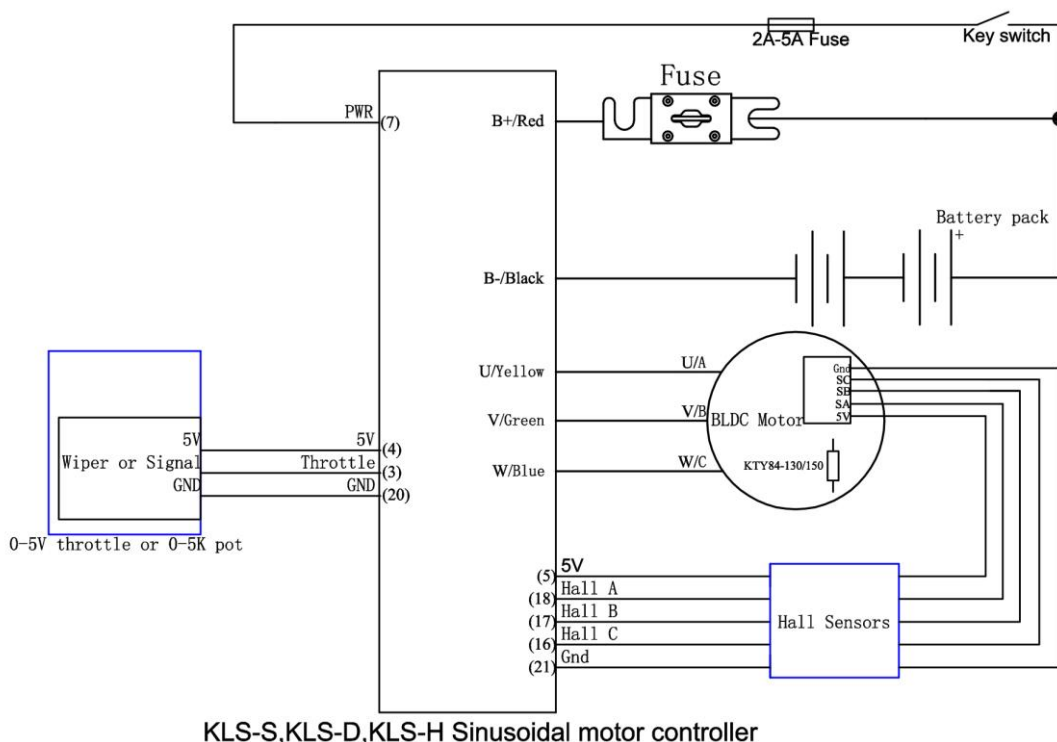 2A-5A Fuse
Key switch
Fuse
PWR
(7)
B+/Red
Battery pack
+
B-/Black
U/Yellow
U/A
Gnd
SC
SB
SA
5V
V/Green
V/B
BLDC Motor
W/Blue
W/C
KTY84-130/150
5V
5V
(4)
Wiper or Signal
Throttle
(3)
GND
GND
(20)
0-5V throttle or 0-5K pot
(5)
5V
(18)
Hall A
(17)
Hall B
(16)
Hall C
(21)
Gnd
Hall Sensors
KLS-S,KLS-D,KLS-H Sinusoidal motor controller